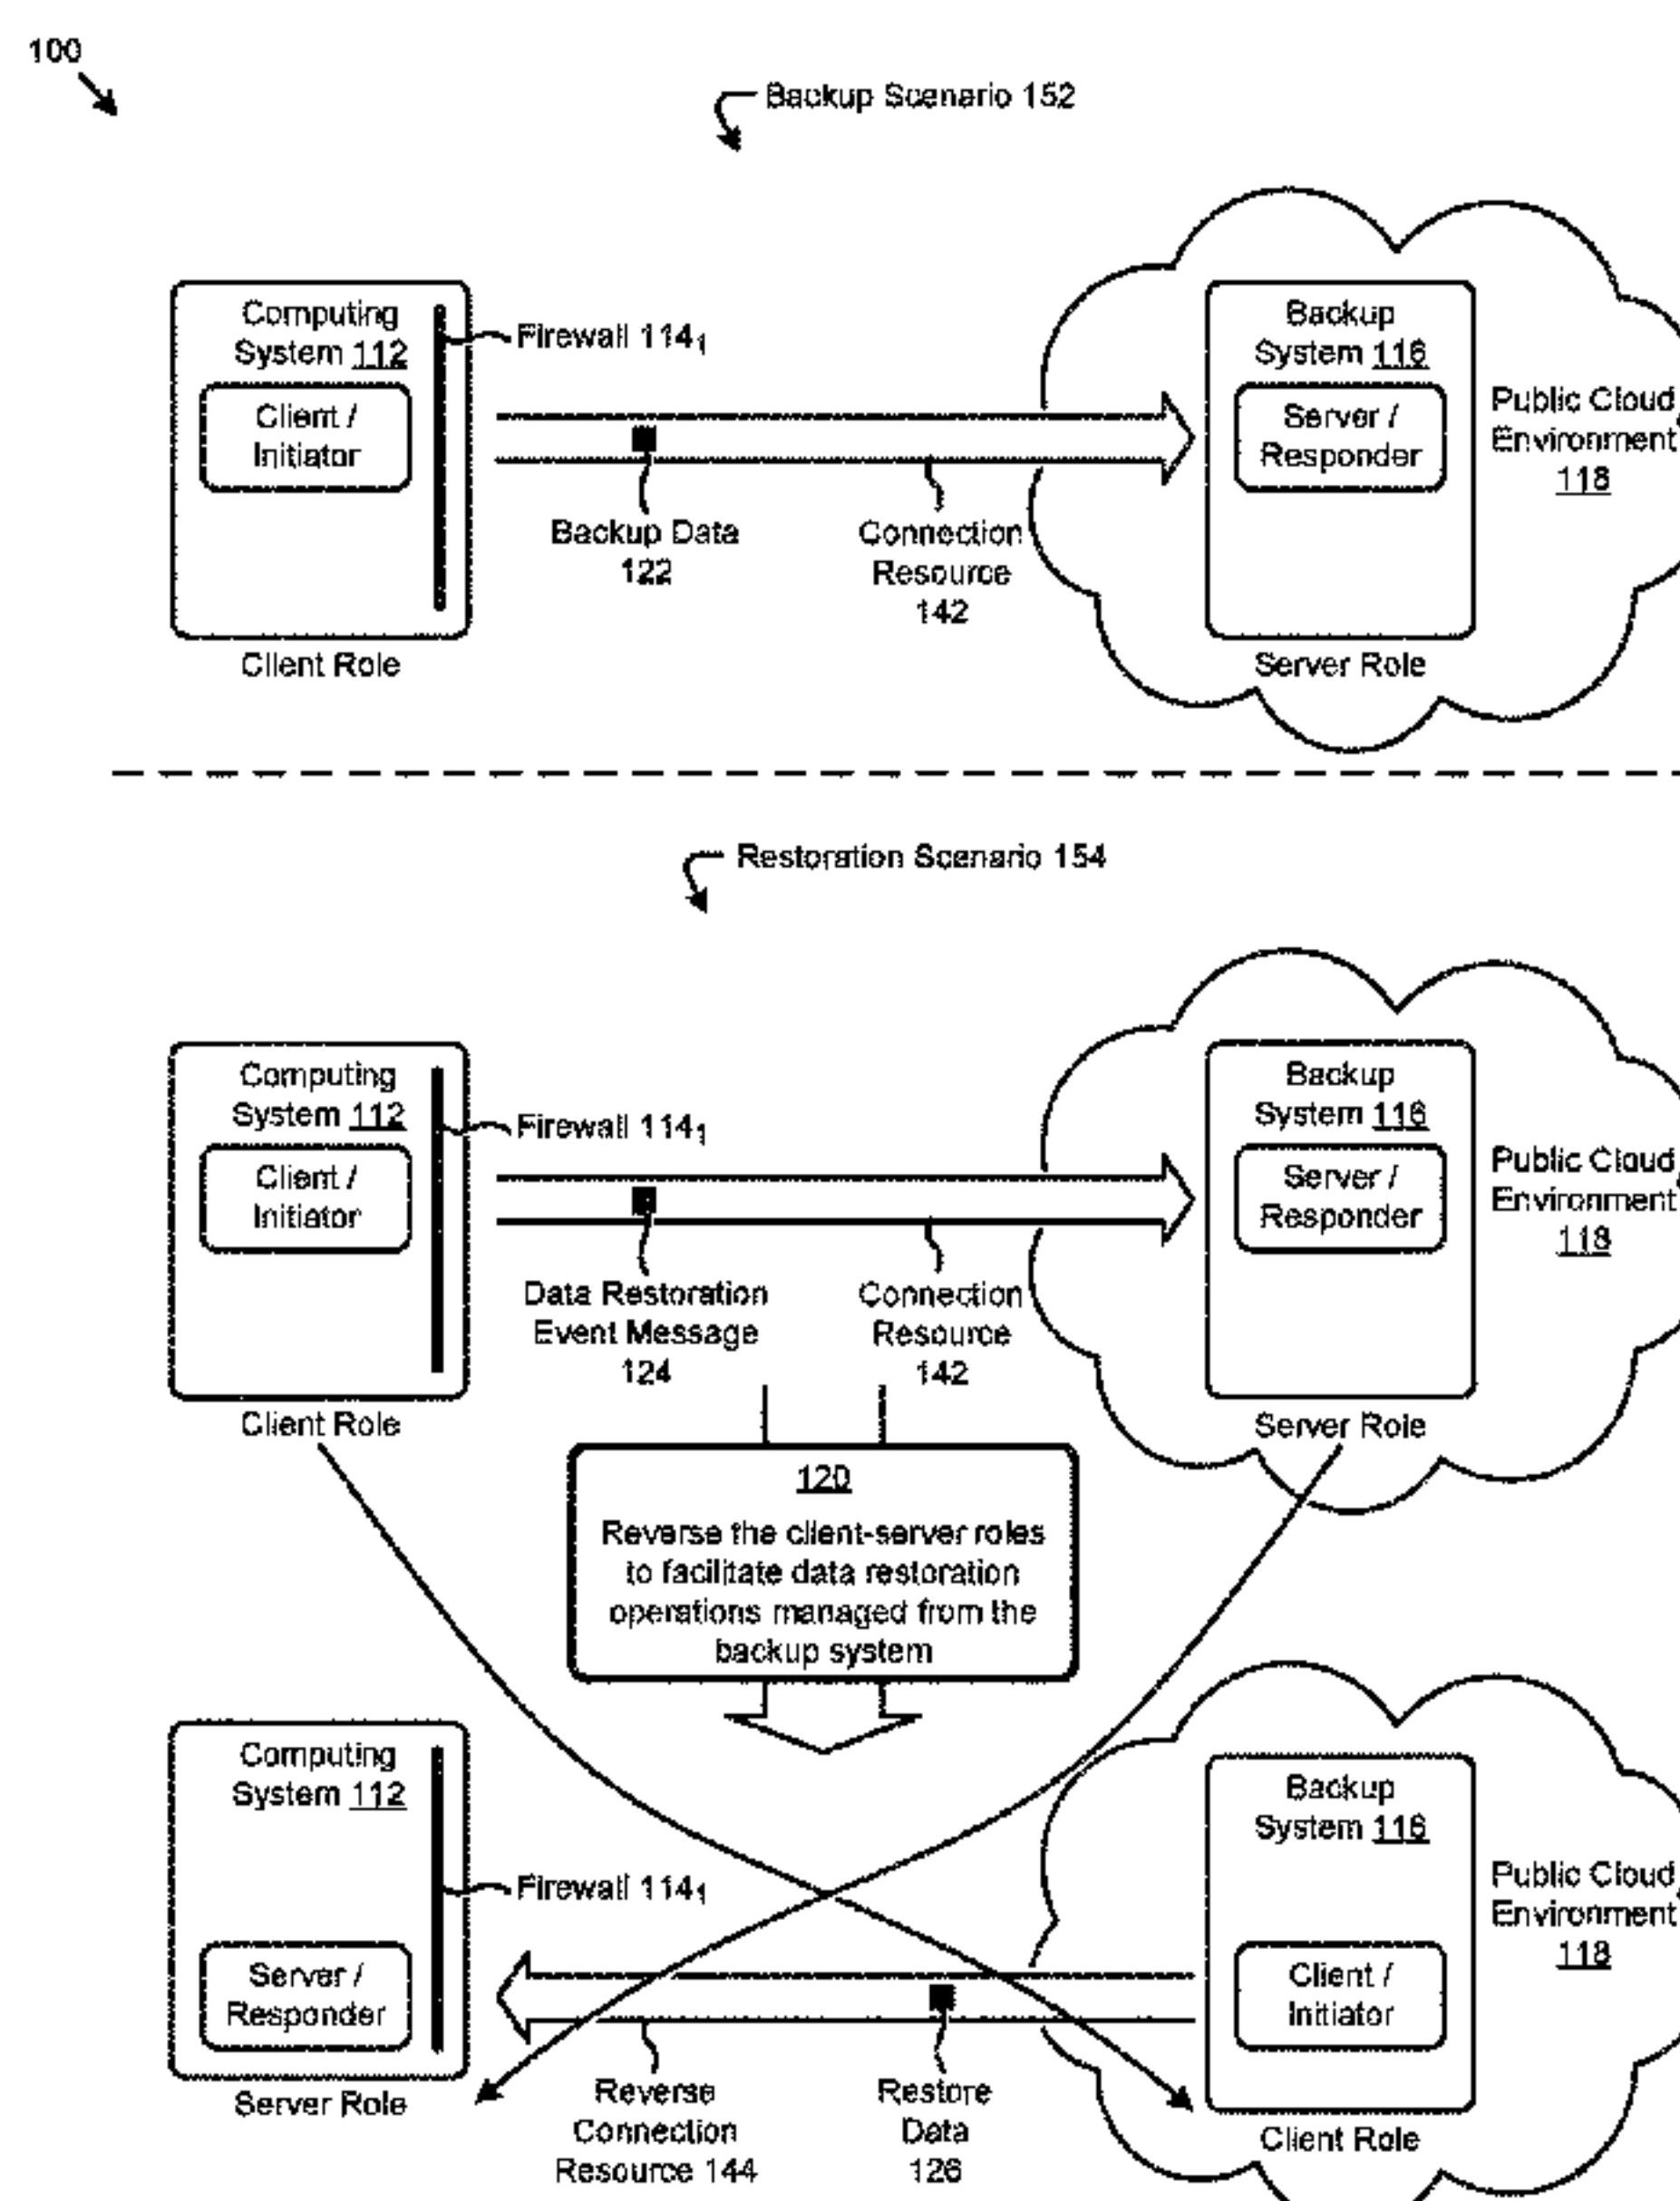 100
Backup Scenario 152
Computing
System 112
Firewall 114₁
Client /
Initiator
Backup Data
122
Connection
Resource
142
Client Role
Backup
System 116
Server /
Responder
Public Cloud
Environment
118
Server Role
Restoration Scenario 154
Computing
System 112
Firewall 114₁
Client /
Initiator
Data Restoration
Event Message
124
Connection
Resource
142
Client Role
Backup
System 116
Server /
Responder
Public Cloud
Environment
118
Server Role
120
Reverse the client-server roles
to facilitate data restoration
operations managed from the
backup system
Computing
System 112
Firewall 114₁
Server /
Responder
Server Role
Reverse
Connection
Resource 144
Restore
Data
126
Backup
System 116
Client /
Initiator
Public Cloud
Environment
118
Client Role